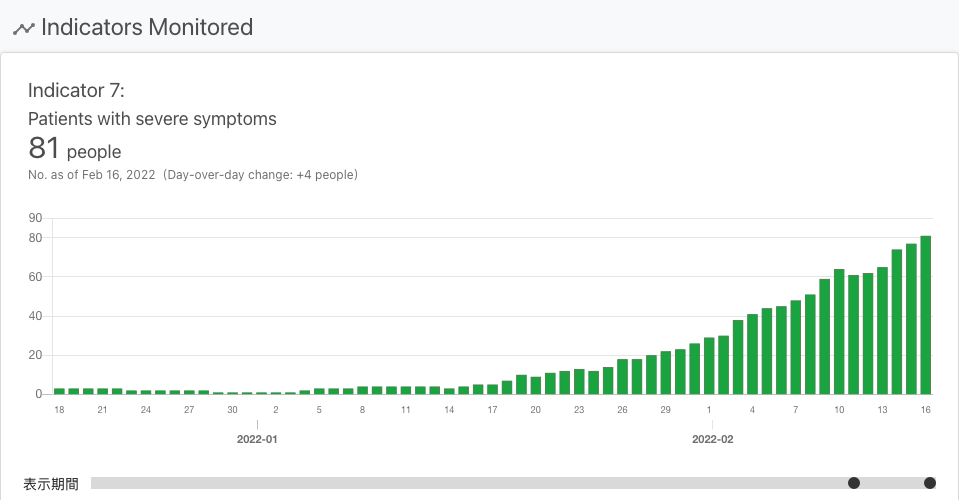 Indicators Monitored
Indicator 7:
Patients with severe symptoms
81 people
No. as of Feb 16, 2022 (Day-over-day change: +4 people)
90
80
60
40
20
0
18 21 24 27 30 2 5 8 11 14 17 20 23 26 29 1 4 7 10 13 16
2022-01 2022-02
表示期間